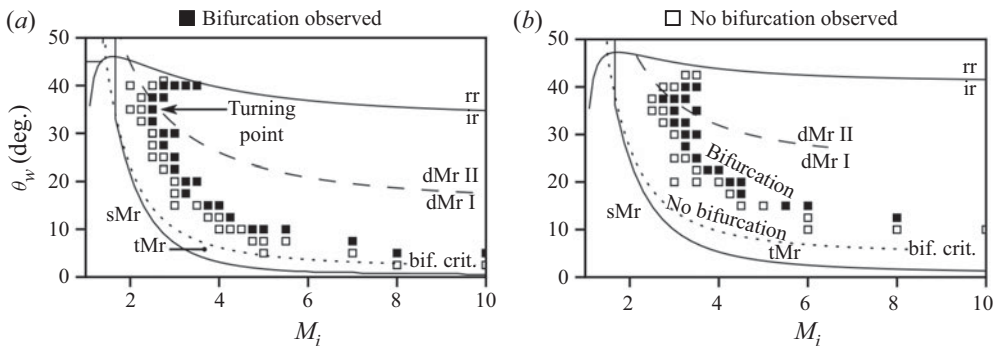 (a) Bifurcation observed (b) No bifurcation observed
50 50
40 rr 40 rr
ir ir
Turning
point
30 30
dMr II dMr II
dMr I dMr I
θw (deg.)
20 20
Bifurcation
No bifurcation
sMr sMr
10 10
tMr bif. crit. tMr bif. crit.
0 0
2 4 6 8 10 2 4 6 8 10
Mi Mi